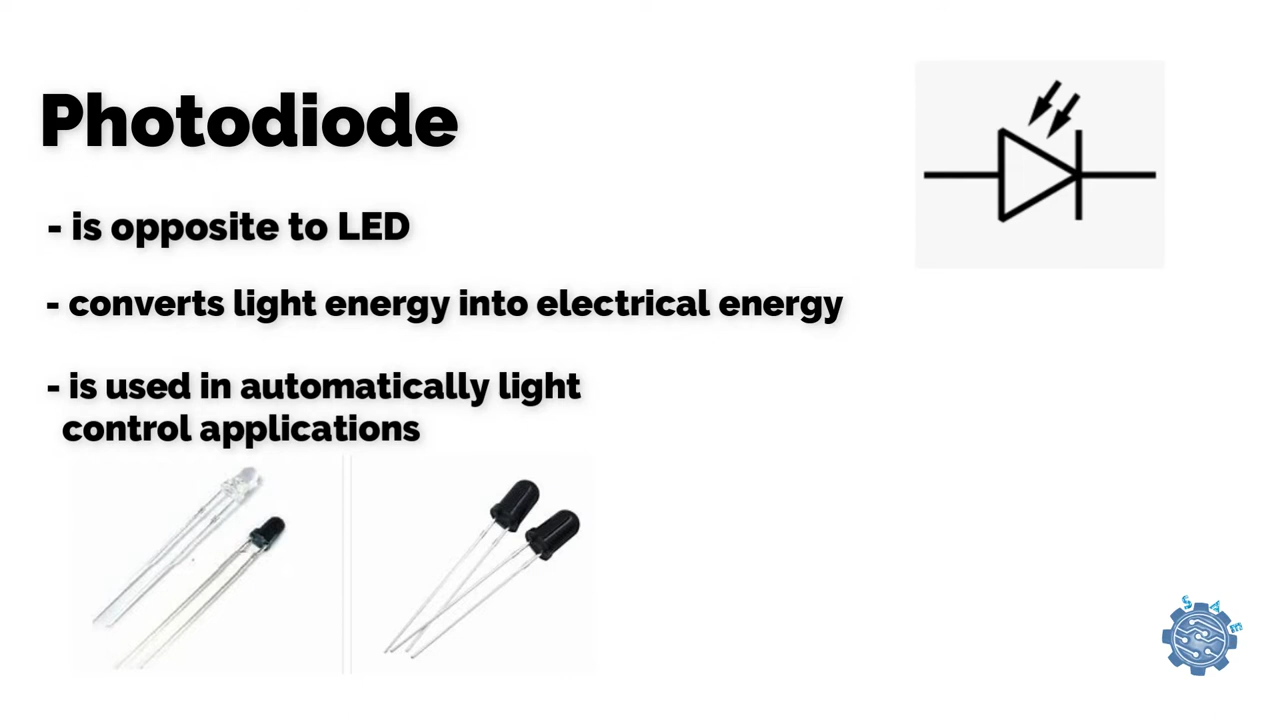 Photodiode
- is opposite to LED
- converts light energy into electrical energy
- is used in automatically light
control applications
S A m